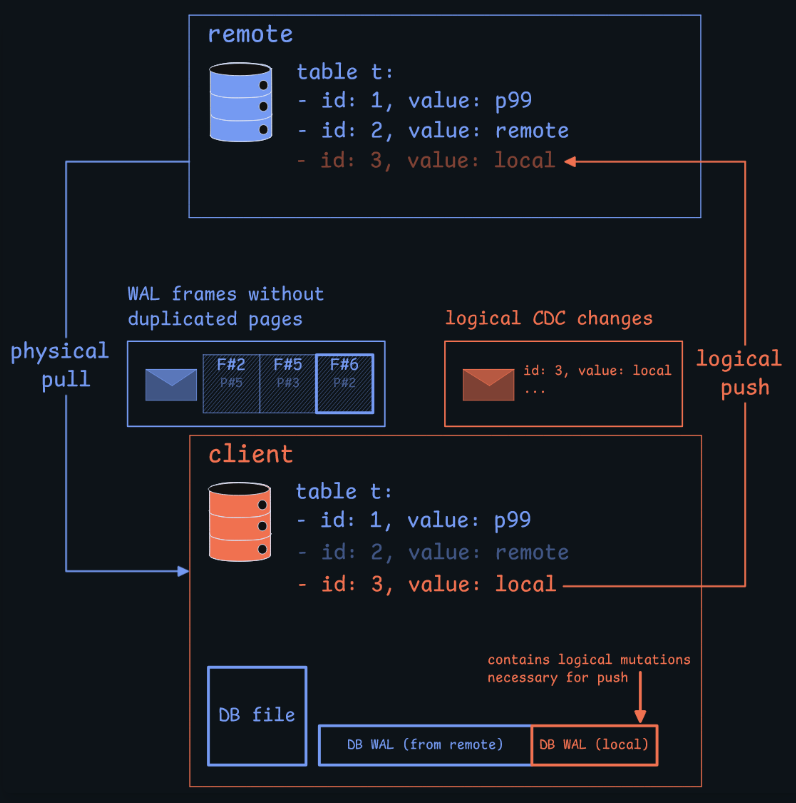 remote
table t:
- id: 1, value: p99
- id: 2, value: remote
- id: 3, value: local
WAL frames without
duplicated pages
logical CDC changes
physical
pull
F#2
P#5
F#5
P#3
F#6
P#2
id: 3, value: local
...
logical
push
client
table t:
- id: 1, value: p99
- id: 2, value: remote
- id: 3, value: local
contains logical mutations
necessary for push
DB file
DB WAL (from remote)
DB WAL (local)